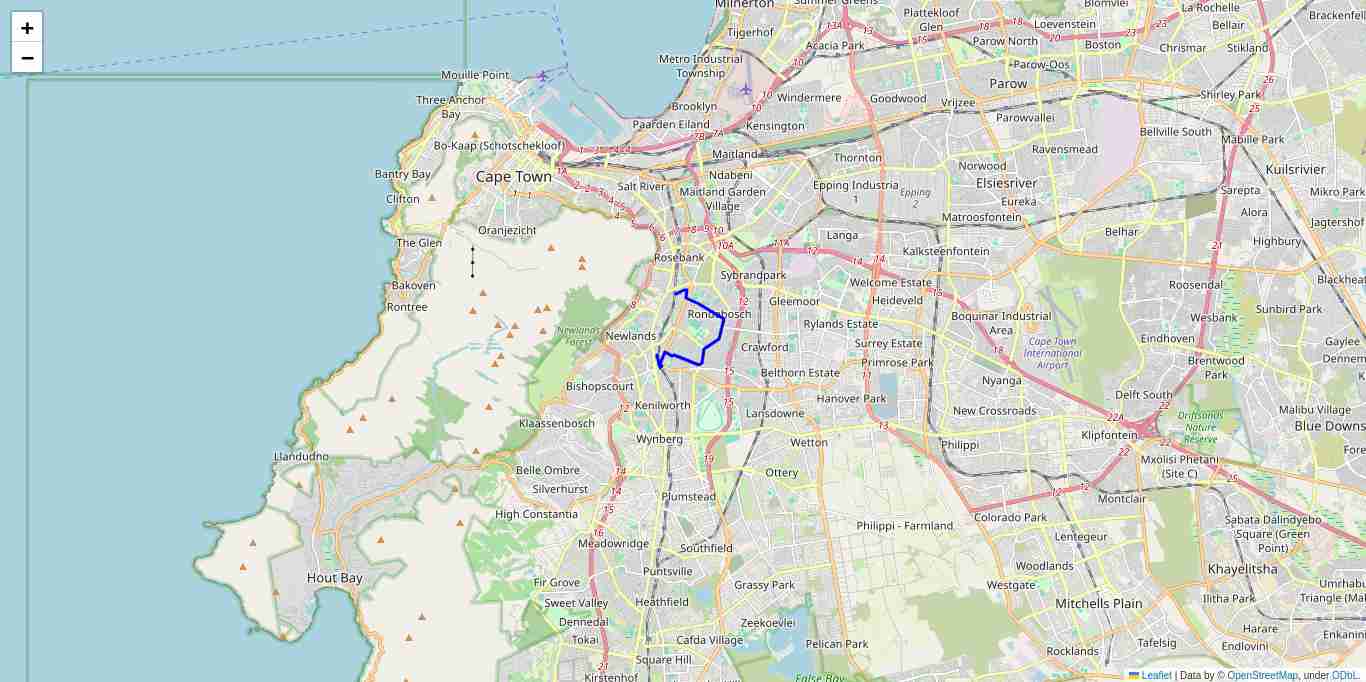 Milnerton
Summer Greens
Plattekloof
Glen
Loevenstein
Blomvlei
La Rochelle
Bellair
Brackenfell
Tijgerhof
Acacia Park
Parow North
Boston
Chrismar
Stikland
+
−
Metro Industrial
Township
Parow-Oos
Parow
Mouille Point
Three Anchor
Bay
Brooklyn
Windermere
Goodwood
Vrijzee
Shirley Park
Paarden Eiland
Kensington
Parowvallei
Bellville South
Mabille Park
Bo-Kaap (Schotschekloof)
Maitland
Thornton
Ravensmead
Norwood
Kuilsrivier
Bantry Bay
Cape Town
Salt River
Ndabeni
Maitland Garden
Village
Epping Industria
1
Epping
2
Elsiesriver
Eureka
Sarepta
Mikro Park
Clifton
Matroosfontein
Alora
Jagtershof
Oranjezicht
Langa
Belhar
Highbury
The Glen
Rosebank
Kalksteenfontein
Bakoven
Sybrandpark
Welcome Estate
Roosendal
Blackheath
Rontree
Gleemoor
Heideveld
Sunbird Park
Rondebosch
Rylands Estate
Boquinar Industrial
Area
Wesbank
Newlands
Forest
Newlands
Crawford
Surrey Estate
Cape Town
International
Airport
Eindhoven
Gaylee
Primrose Park
Brentwood
Park
Bishopscourt
Belthorn Estate
Nyanga
Hanover Park
Delft South
Kenilworth
Lansdowne
New Crossroads
Malibu Village
Blue Downs
Klaassenbosch
Driftsands
Nature
Reserve
Wynberg
Wetton
Philippi
Klipfontein
Llandudno
Belle Ombre
Ottery
Mxolisi Phetani
(Site C)
Silverhurst
Plumstead
Montclair
High Constantia
Philippi - Farmland
Colorado Park
Sabata Dalindyebo
Square (Green
Point)
Meadowridge
Southfield
Lentegeur
Hout Bay
Puntsville
Woodlands
Khayelitsha
Fir Grove
Grassy Park
Westgate
Sweet Valley
Heathfield
Mitchells Plain
Ilitha Park
Dennedal
Zeekoevlei
Harare
Tokai
Cafda Village
Pelican Park
Tafelsig
Endlovini
Square Hill
Rocklands
Kirstenhof
False Bay
Leaflet | Data by © OpenStreetMap, under ODbL.